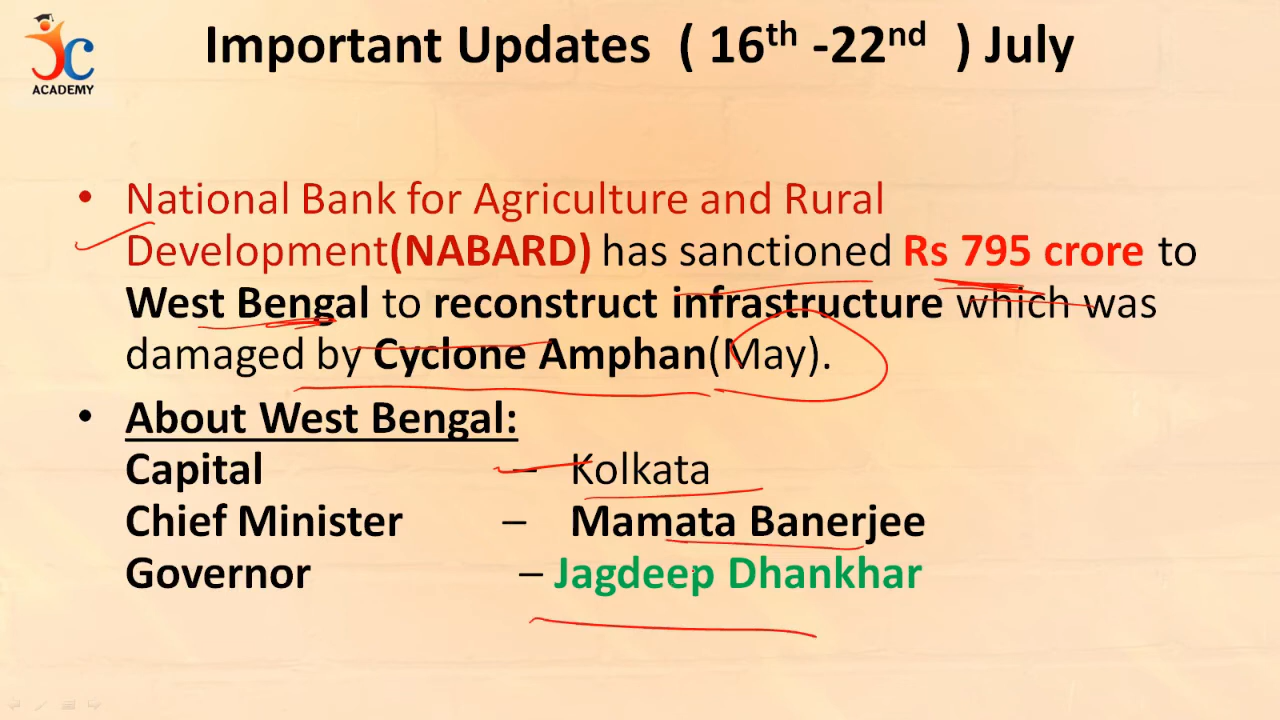 JC
ACADEMY
Important Updates ( 16th -22nd ) July
• National Bank for Agriculture and Rural
Development(NABARD) has sanctioned Rs 795 crore to
West Bengal to reconstruct infrastructure which was
damaged by Cyclone Amphan(May).
• About West Bengal:
Capital – Kolkata
Chief Minister – Mamata Banerjee
Governor – Jagdeep Dhankhar